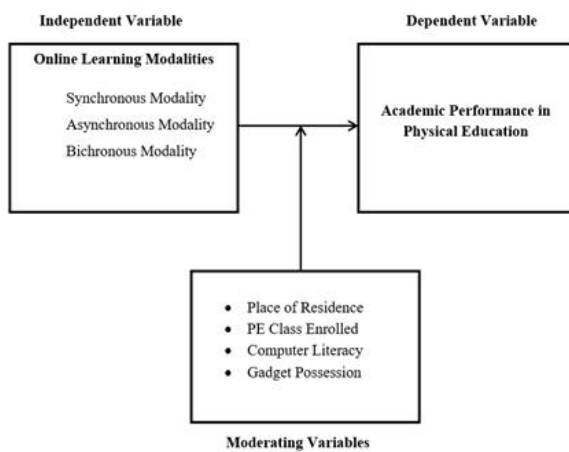 Independent Variable
Dependent Variable
Online Learning Modalities
Synchronous Modality
Asynchronous Modality
Bichronous Modality
Academic Performance in
Physical Education
• Place of Residence
• PE Class Enrolled
• Computer Literacy
• Gadget Possession
Moderating Variables